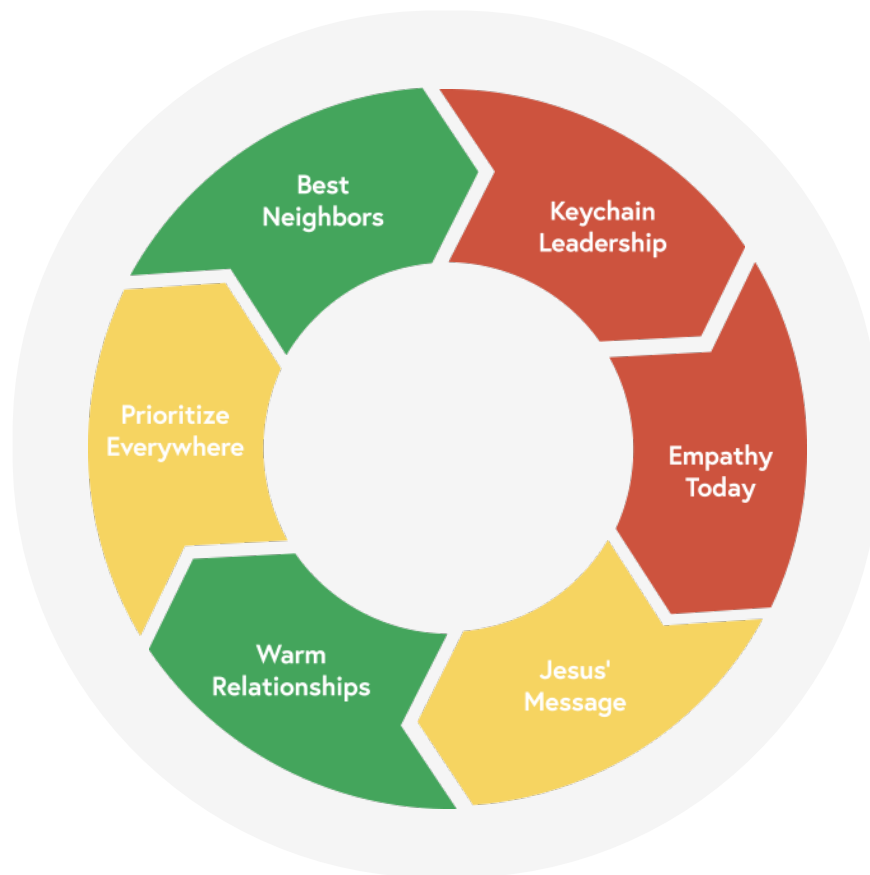 Best
Neighbors
Keychain
Leadership
Empathy
Today
Jesus'
Message
Warm
Relationships
Prioritize
Everywhere